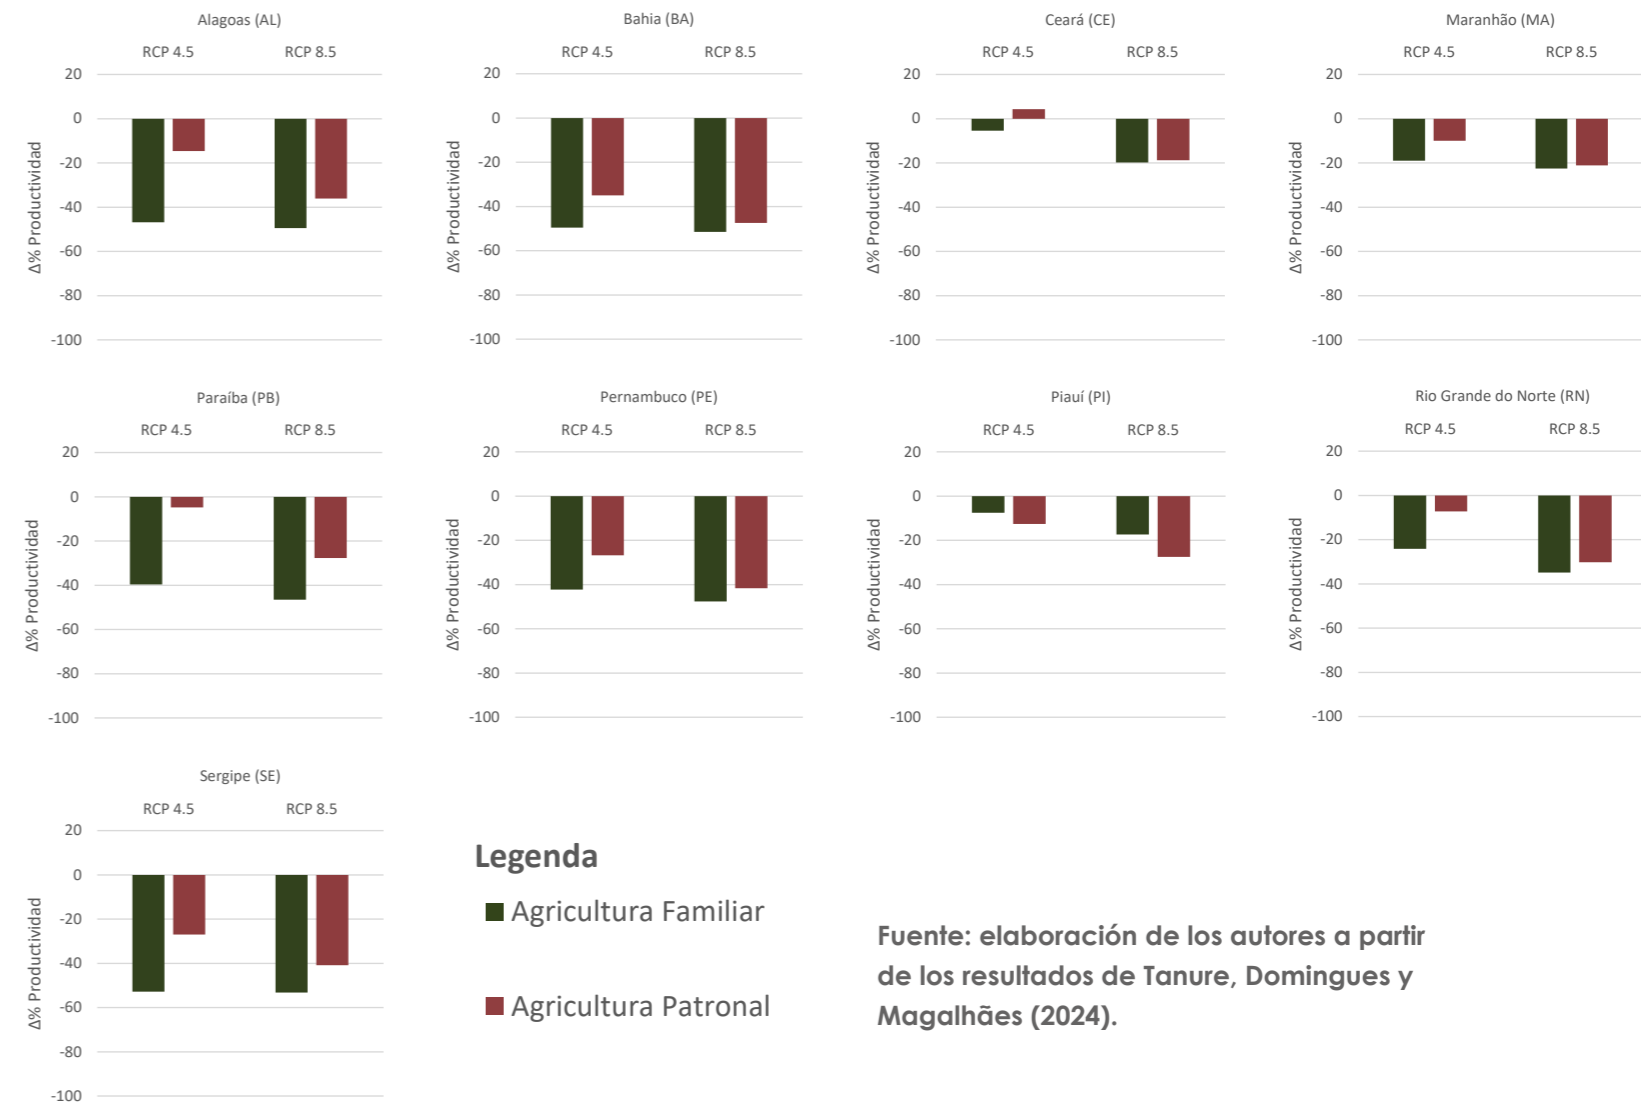 Alagoas (AL)
RCP 4.5 RCP 8.5
20
0
-20
-40
-60
-80
-100
Δ% Productividad
Bahia (BA)
RCP 4.5 RCP 8.5
20
0
-20
-40
-60
-80
-100
Δ% Productividad
Ceará (CE)
RCP 4.5 RCP 8.5
20
0
-20
-40
-60
-80
-100
Δ% Productividad
Maranhão (MA)
RCP 4.5 RCP 8.5
20
0
-20
-40
-60
-80
-100
Δ% Productividad
Paraíba (PB)
RCP 4.5 RCP 8.5
20
0
-20
-40
-60
-80
-100
Δ% Productividad
Pernambuco (PE)
RCP 4.5 RCP 8.5
20
0
-20
-40
-60
-80
-100
Δ% Productividad
Piauí (PI)
RCP 4.5 RCP 8.5
20
0
-20
-40
-60
-80
-100
Δ% Productividad
Rio Grande do Norte (RN)
RCP 4.5 RCP 8.5
20
0
-20
-40
-60
-80
-100
Δ% Productividad
Sergipe (SE)
RCP 4.5 RCP 8.5
20
0
-20
-40
-60
-80
-100
Δ% Productividad
Legenda
Agricultura Familiar
Agricultura Patronal
Fuente: elaboración de los autores a partir
de los resultados de Tanure, Domingues y
Magalhães (2024).